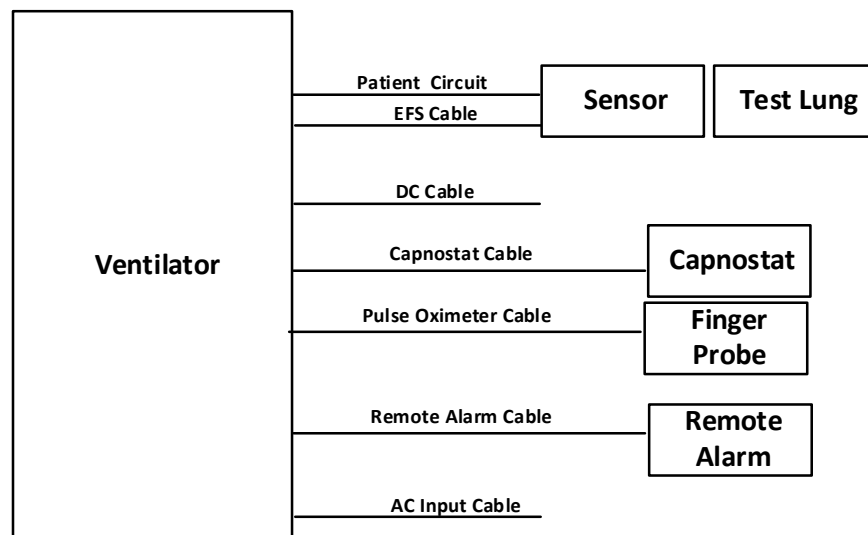 Patient Circuit
EFS Cable
Sensor
Test Lung
DC Cable
Ventilator
Capnostat Cable
Capnostat
Pulse Oximeter Cable
Finger
Probe
Remote Alarm Cable
Remote
Alarm
AC Input Cable